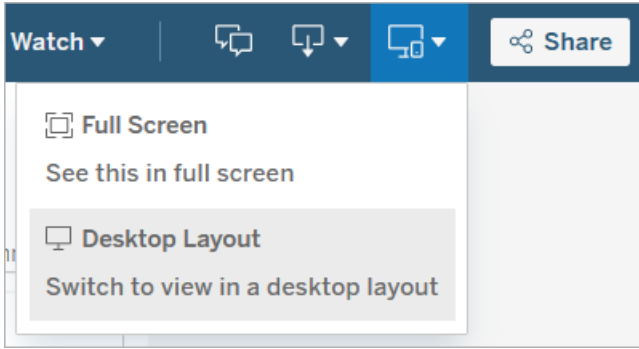 Watch
Share
Full Screen
See this in full screen
Desktop Layout
Switch to view in a desktop layout